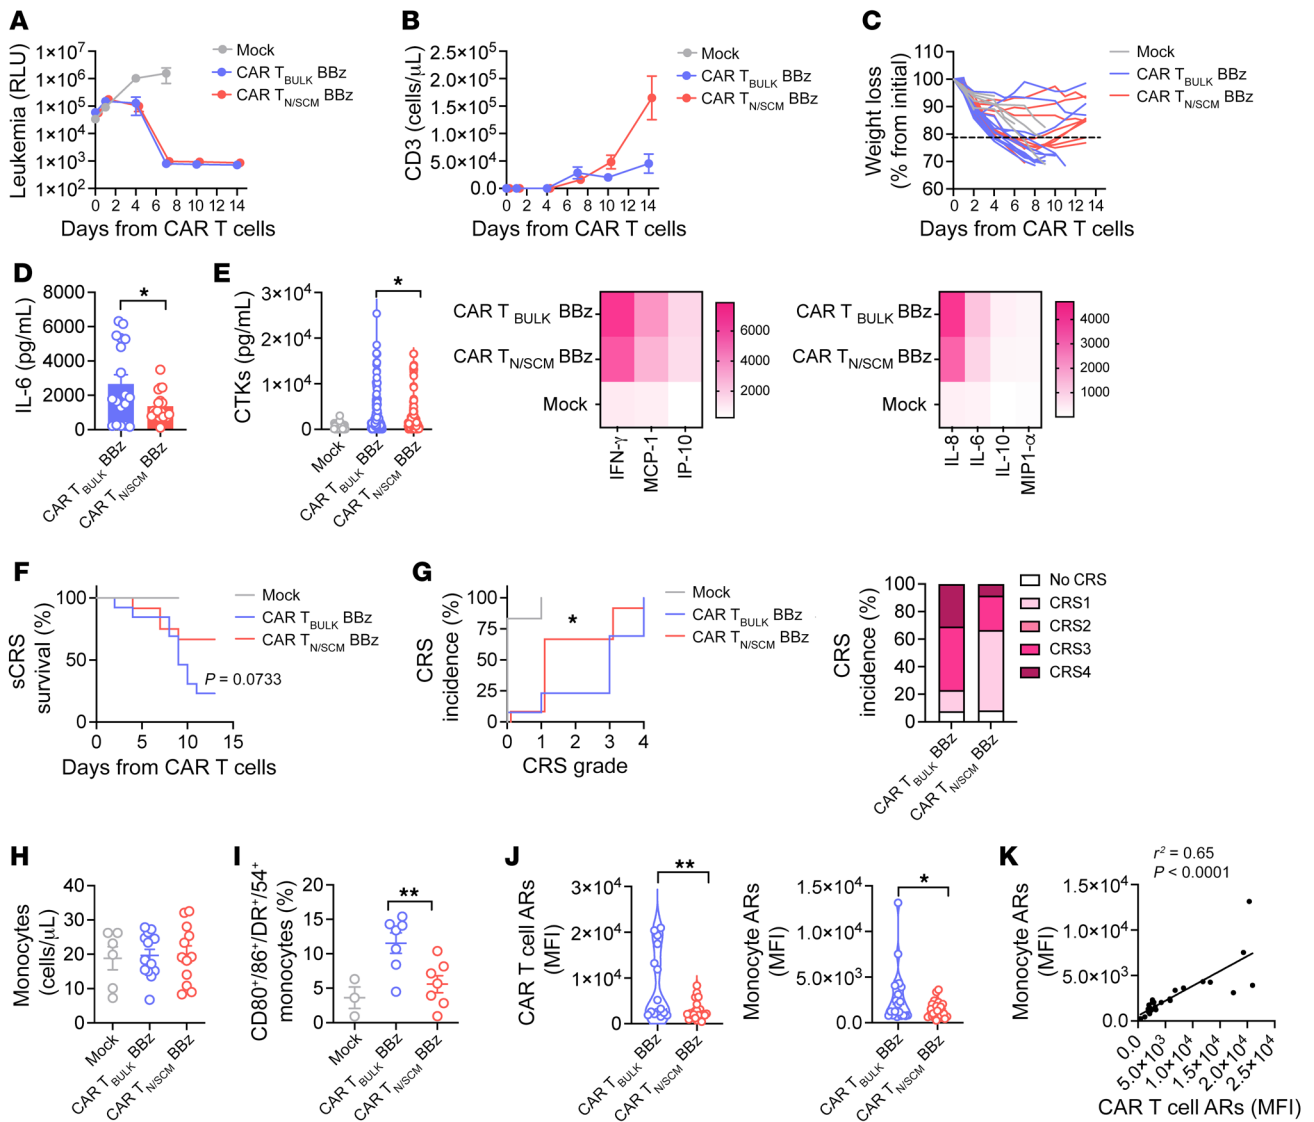 A
Leukemia (RLU)
1×10⁷
1×10⁶
1×10⁵
1×10⁴
1×10³
1×10²
0 2 4 6 8 10 12 14
Days from CAR T cells
Mock
CAR T_BULK BBz
CAR T_N/SCM BBz
B
CD3 (cells/μL)
2.5×10⁵
2.0×10⁵
1.5×10⁵
1.0×10⁵
5.0×10⁴
0.0
0 2 4 6 8 10 12 14
Days from CAR T cells
Mock
CAR T_BULK BBz
CAR T_N/SCM BBz
C
Weight loss
(% from initial)
110
100
90
80
70
60
0 2 4 6 8 10 12 14
Days from CAR T cells
Mock
CAR T_BULK BBz
CAR T_N/SCM BBz
D
IL-6 (pg/mL)
8000
6000
4000
2000
0
*
CAR T_BULK BBz
CAR T_N/SCM BBz
E
CTKs (pg/mL)
3×10⁴
2×10⁴
1×10⁴
0
*
Mock
CAR T_BULK BBz
CAR T_N/SCM BBz
CAR T_BULK BBz
CAR T_N/SCM BBz
Mock
IFN-γ
MCP-1
IP-10
6000
4000
2000
CAR T_BULK BBz
CAR T_N/SCM BBz
Mock
IL-8
IL-6
IL-10
MIP1-α
4000
3000
2000
1000
F
sCRS
survival (%)
100
50
0
0 5 10 15
Days from CAR T cells
Mock
CAR T_BULK BBz
CAR T_N/SCM BBz
P = 0.0733
G
CRS
incidence (%)
100
75
50
25
0
0 1 2 3 4
CRS grade
*
Mock
CAR T_BULK BBz
CAR T_N/SCM BBz
CRS
incidence (%)
100
80
60
40
20
0
CAR T_BULK BBz
CAR T_N/SCM BBz
No CRS
CRS1
CRS2
CRS3
CRS4
H
Monocytes
(cells/μL)
40
30
20
10
0
Mock
CAR T_BULK BBz
CAR T_N/SCM BBz
I
CD80⁺/86⁺/DR⁺/54⁺
monocytes (%)
20
15
10
5
0
**
Mock
CAR T_BULK BBz
CAR T_N/SCM BBz
J
CAR T cell ARs
(MFI)
3×10⁴
2×10⁴
1×10⁴
0
**
CAR T_BULK BBz
CAR T_N/SCM BBz
Monocyte ARs
(MFI)
1.5×10⁴
1.0×10⁴
5.0×10³
0.0
*
CAR T_BULK BBz
CAR T_N/SCM BBz
K
r² = 0.65
P < 0.0001
Monocyte ARs
(MFI)
1.5×10⁴
5.0×10³
0.0
0.0
5.0×10³
1.0×10⁴
1.5×10⁴
2.0×10⁴
2.5×10⁴
CAR T cell ARs (MFI)